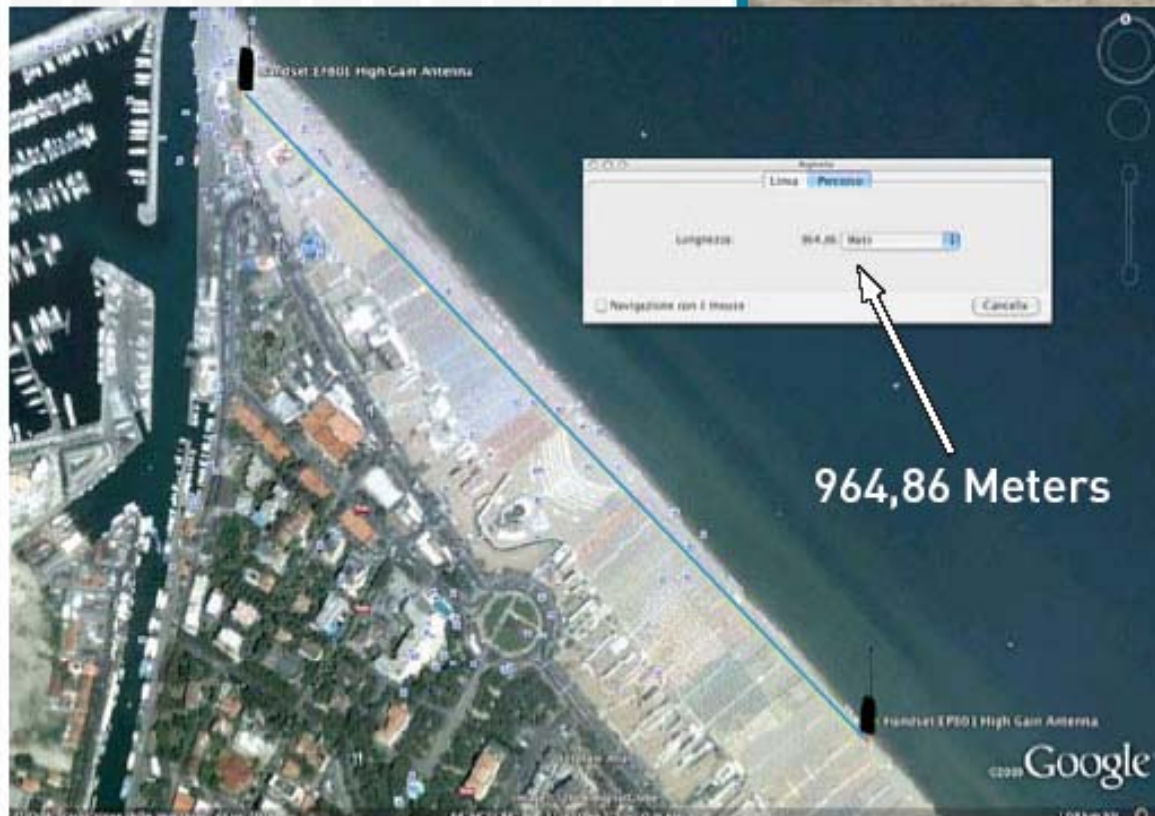 Handset EP801 High Gain Antenna
Linea Percorso
Lunghezza: 964,86 Metri
Navigazione con il mouse Cancella
964,86 Meters
Handset EP801 High Gain Antenna
©2009 Google